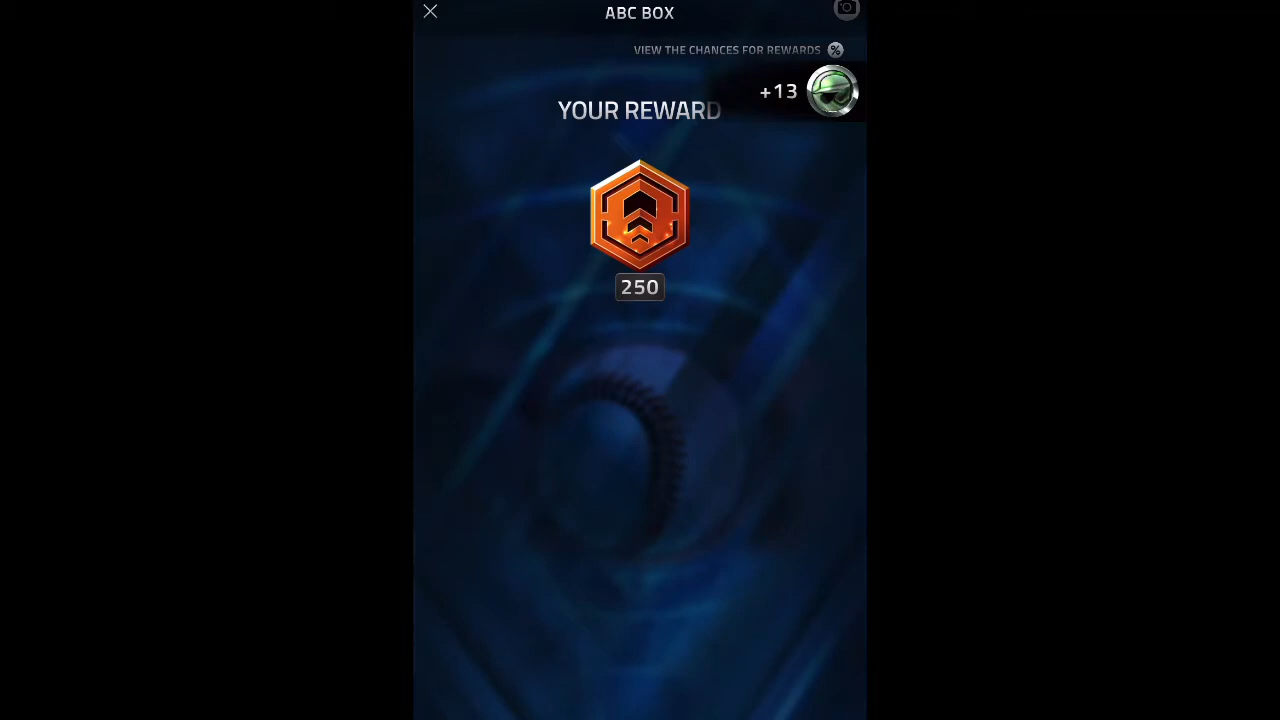 ABC BOX
VIEW THE CHANCES FOR REWARDS %
+13
YOUR REWARD
250